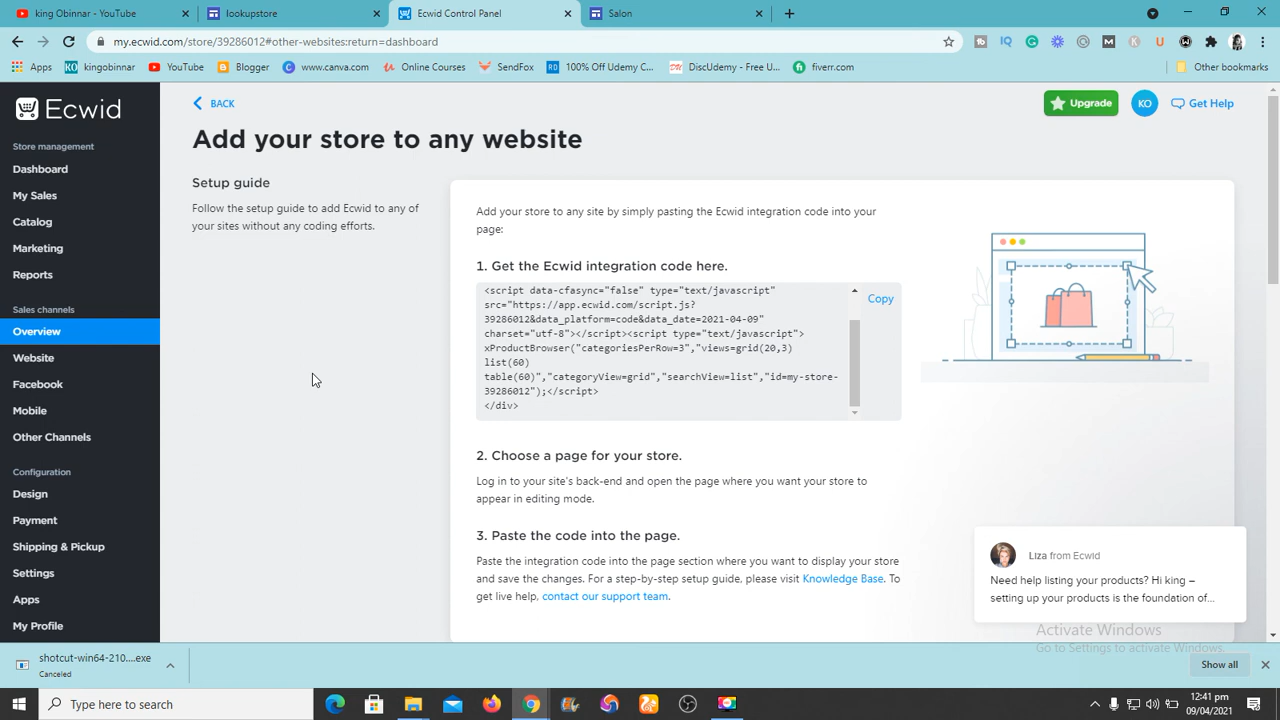 king Obinnar - YouTube
lookupstore
Ecwid Control Panel
Salon
my.ecwid.com/store/39286012#other-websites:return=dashboard
Apps
kingobinnar
YouTube
Blogger
www.canva.com
Online Courses
SendFox
100% Off Udemy C...
DiscUdemy - Free U...
fiverr.com
Other bookmarks
Ecwid
Store management
Dashboard
My Sales
Catalog
Marketing
Reports
Sales channels
Overview
Website
Facebook
Mobile
Other Channels
Configuration
Design
Payment
Shipping & Pickup
Settings
Apps
My Profile
BACK
Upgrade
KO
Get Help
Add your store to any website
Setup guide
Follow the setup guide to add Ecwid to any of
your sites without any coding efforts.
Add your store to any site by simply pasting the Ecwid integration code into your
page:
1. Get the Ecwid integration code here.
<script data-cfasync="false" type="text/javascript"
src="https://app.ecwid.com/script.js?
39286012&data_platform=code&data_date=2021-04-09"
charset="utf-8"></script><script type="text/javascript">
xProductBrowser("categoriesPerRow=3","views=grid(20,3)
list(60)
table(60)","categoryView=grid","searchView=list","id=my-store-
39286012");</script>
</div>
Copy
2. Choose a page for your store.
Log in to your site's back-end and open the page where you want your store to
appear in editing mode.
3. Paste the code into the page.
Paste the integration code into the page section where you want to display your store
and save the changes. For a step-by-step setup guide, please visit Knowledge Base. To
get live help, contact our support team.
Liza from Ecwid
Need help listing your products? Hi king –
setting up your products is the foundation of...
Activate Windows
Go to Settings to activate Windows.
shotcut-win64-210....exe
Canceled
Show all
Type here to search
12:41 pm
09/04/2021